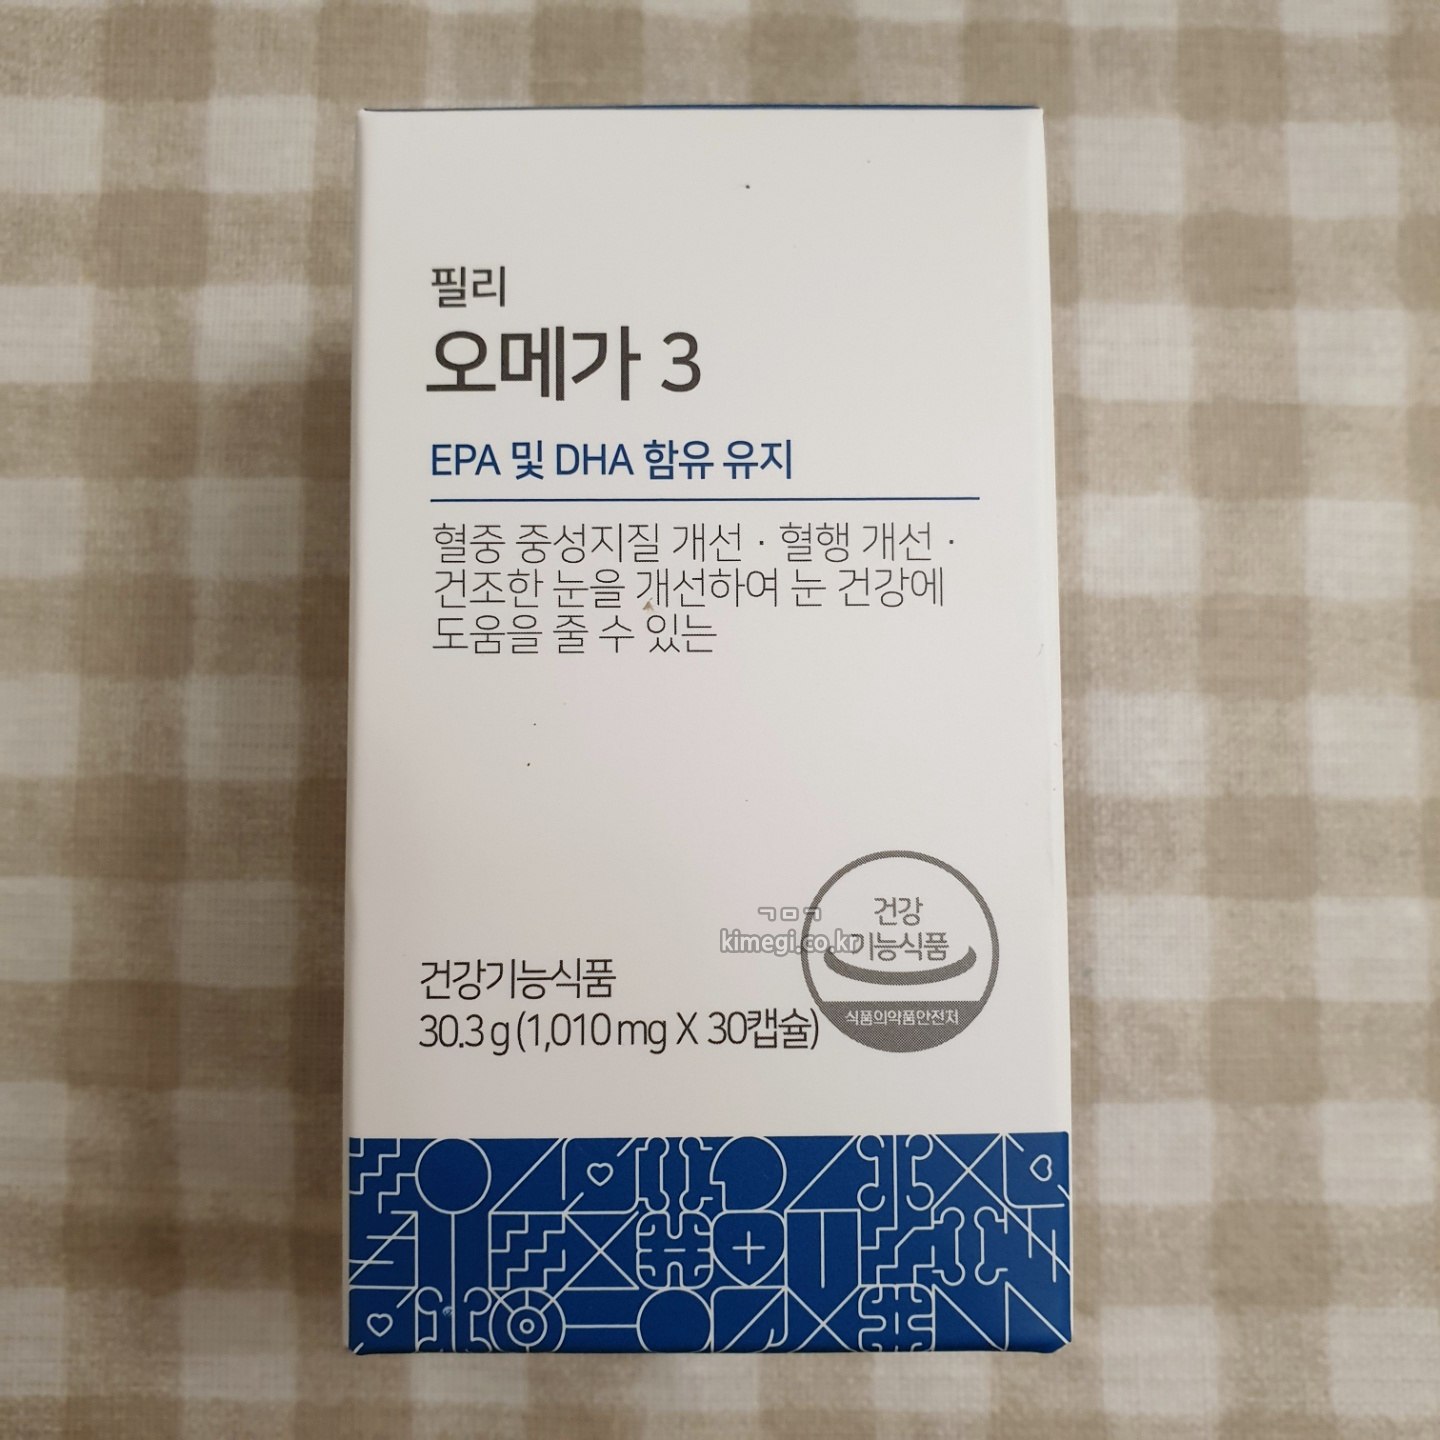 필리
오메가 3
EPA 및 DHA 함유 유지
혈중 중성지질 개선 · 혈행 개선 ·
건조한 눈을 개선하여 눈 건강에
도움을 줄 수 있는
ㄱㅁㄱ
kimegi.co.kr
건강
기능식품
식품의약품안전처
건강기능식품
30.3 g (1,010 mg X 30캡슐)